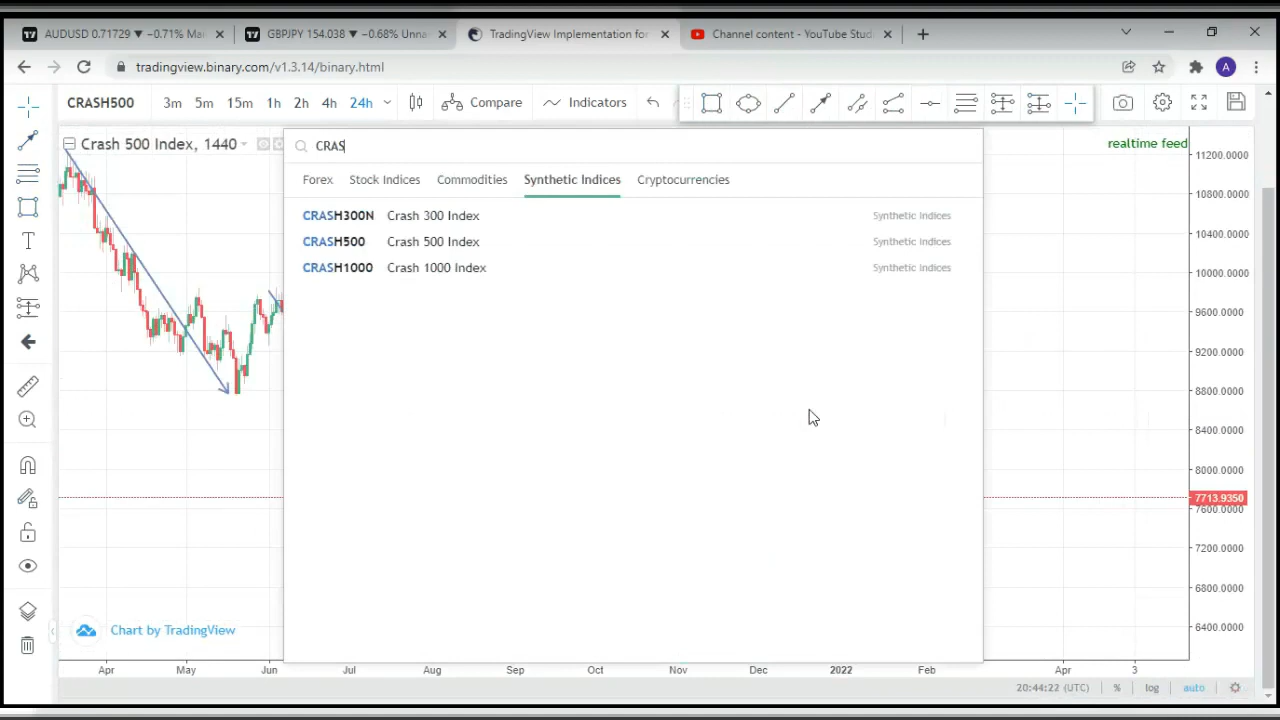 AUDUSD 0.71729 ▼ −0.71% Mai
GBPJPY 154.038 ▼ −0.68% Unna
TradingView Implementation for
Channel content - YouTube Stud
tradingview.binary.com/v1.3.14/binary.html
A
CRASH500 3m 5m 15m 1h 2h 4h 24h Compare Indicators
Crash 500 Index, 1440
realtime feed
CRAS
Forex Stock Indices Commodities Synthetic Indices Cryptocurrencies
CRASH300N Crash 300 Index Synthetic Indices
CRASH500 Crash 500 Index Synthetic Indices
CRASH1000 Crash 1000 Index Synthetic Indices
11200.0000
10800.0000
10400.0000
10000.0000
9600.0000
9200.0000
8800.0000
8400.0000
8000.0000
7713.9350
7600.0000
7200.0000
6800.0000
6400.0000
Chart by TradingView
Apr May Jun Jul Aug Sep Oct Nov Dec 2022 Feb Apr 3
20:44:22 (UTC) % log auto